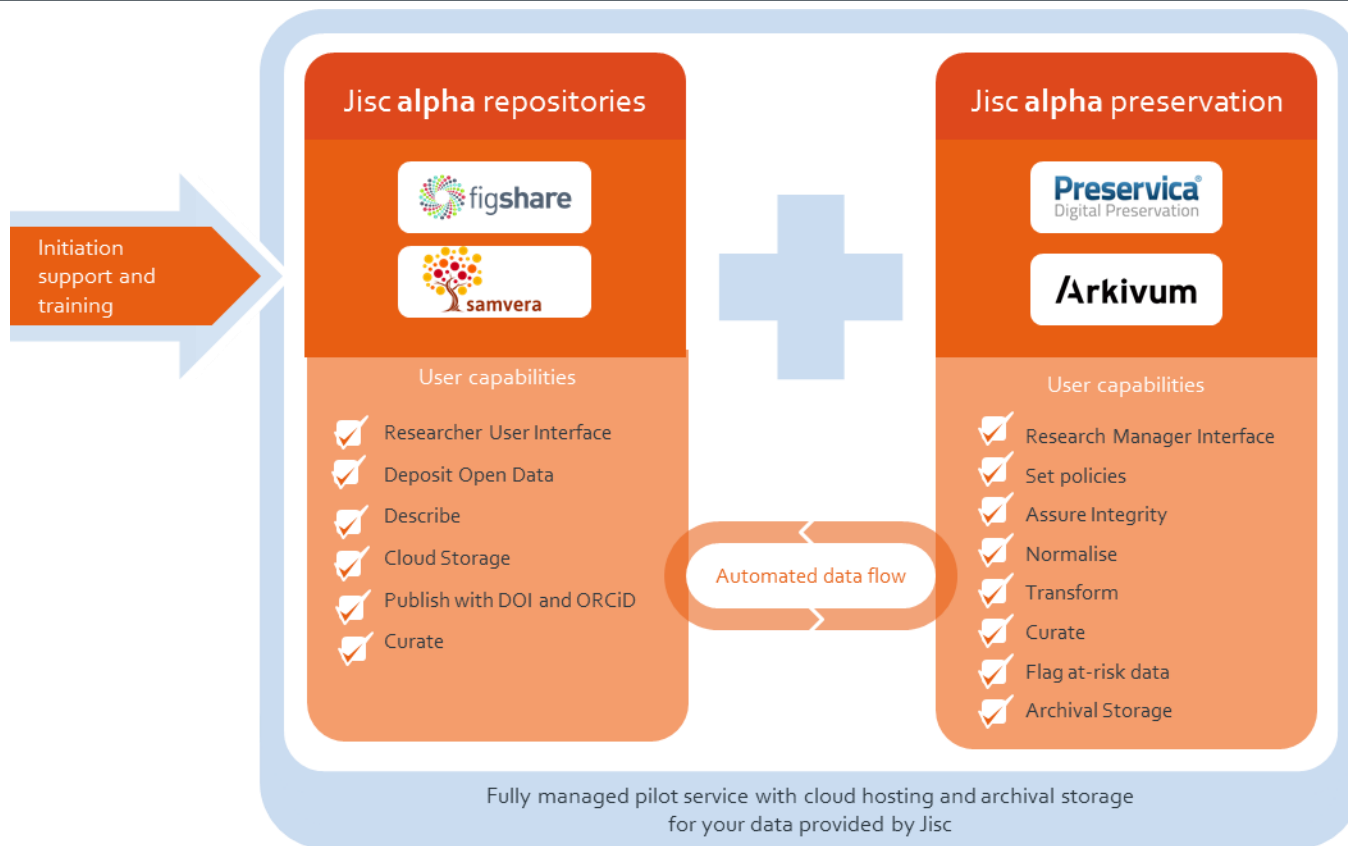 Initiation
support and
training
Jisc alpha repositories
figshare
samvera
User capabilities
Researcher User Interface
Deposit Open Data
Describe
Cloud Storage
Publish with DOI and ORCiD
Curate
Automated data flow
Jisc alpha preservation
Preservica®
Digital Preservation
Arkivum
User capabilities
Research Manager Interface
Set policies
Assure Integrity
Normalise
Transform
Curate
Flag at-risk data
Archival Storage
Fully managed pilot service with cloud hosting and archival storage
for your data provided by Jisc